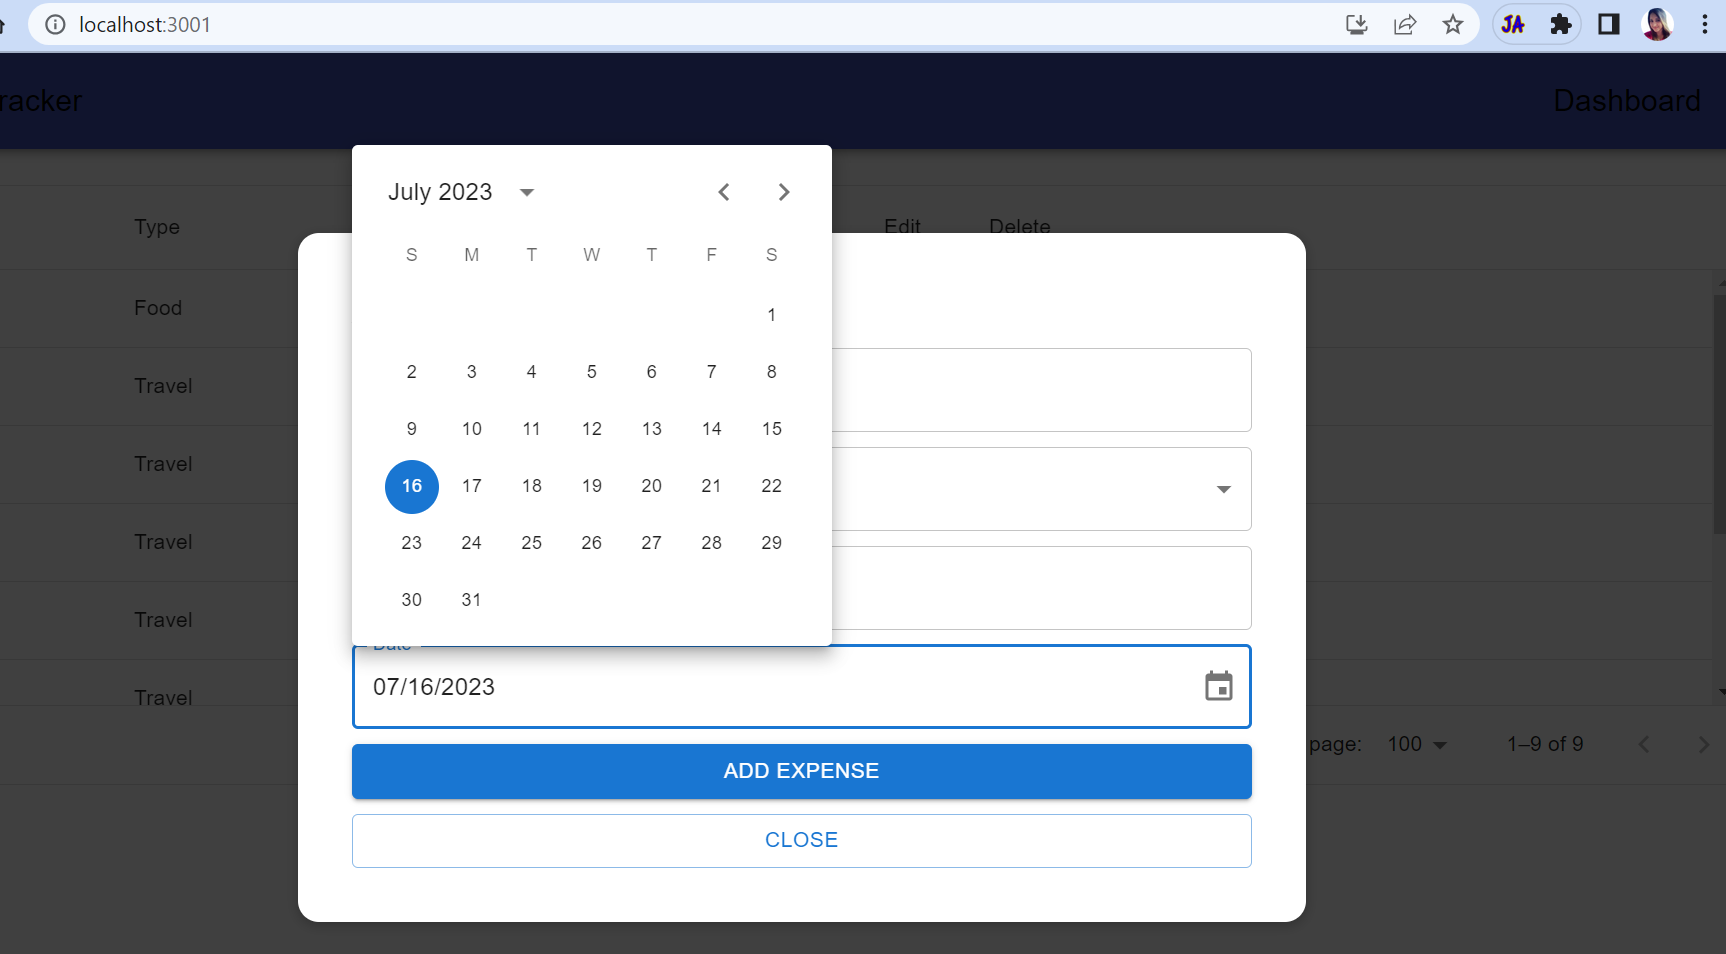 localhost:3001
JA
racker
Dashboard
July 2023
Type
Edit
Delete
S M T W T F S
1
Food
2 3 4 5 6 7 8
Travel
9 10 11 12 13 14 15
Travel
16 17 18 19 20 21 22
Travel
23 24 25 26 27 28 29
30 31
Travel
Date
07/16/2023
Travel
page: 100 1–9 of 9
ADD EXPENSE
CLOSE